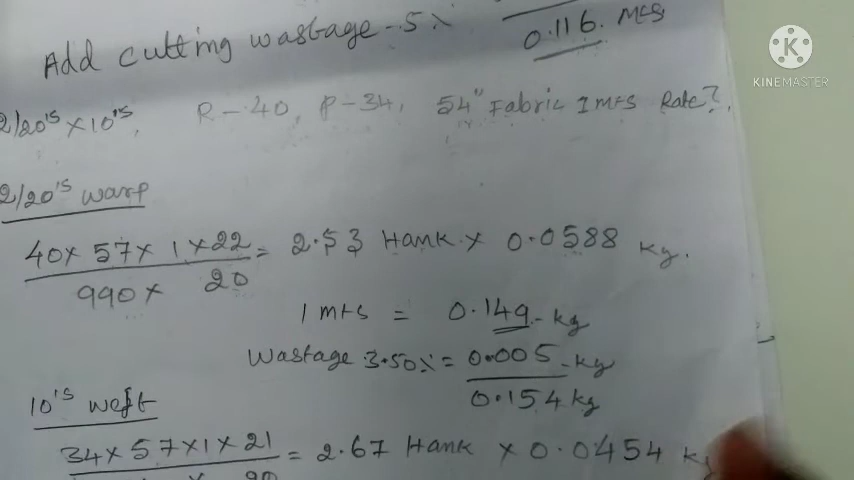 Add cutting wastage - 5%
0.116. Mts
2/20'S X 10'S, R - 40, P - 34, 54" Fabric 1 Mts Rate?
2/20'S warp
40 x 57 x 1 x 22 = 2.53 Hank x 0.0588 Kg.
990 x 20
1 mts = 0.149 - kg
Wastage 3.50% = 0.005 - kg
0.154 kg
10'S weft
34 x 57 x 1 x 21 = 2.67 Hank x 0.0454 Kg
K
KINEMASTER